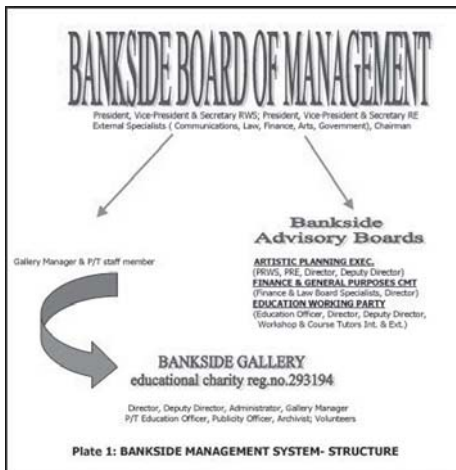 BANKSIDE BOARD OF MANAGEMENT
President, Vice-President & Secretary RWS; President, Vice-President & Secretary RE
External Specialists ( Communications, Law, Finance, Arts, Government), Chairman
Gallery Manager & P/T staff member
Bankside
Advisory Boards
ARTISTIC PLANNING EXEC.
(PRWS, PRE, Director, Deputy Director)
FINANCE & GENERAL PURPOSES CMT
(Finance & Law Board Specialists, Director)
EDUCATION WORKING PARTY
(Education Officer, Director, Deputy Director,
Workshop & Course Tutors Int. & Ext.)
BANKSIDE GALLERY
educational charity reg.no.293194
Director, Deputy Director, Administrator, Gallery Manager
P/T Education Officer, Publicity Officer, Archivist; Volunteers
Plate 1: BANKSIDE MANAGEMENT SYSTEM- STRUCTURE